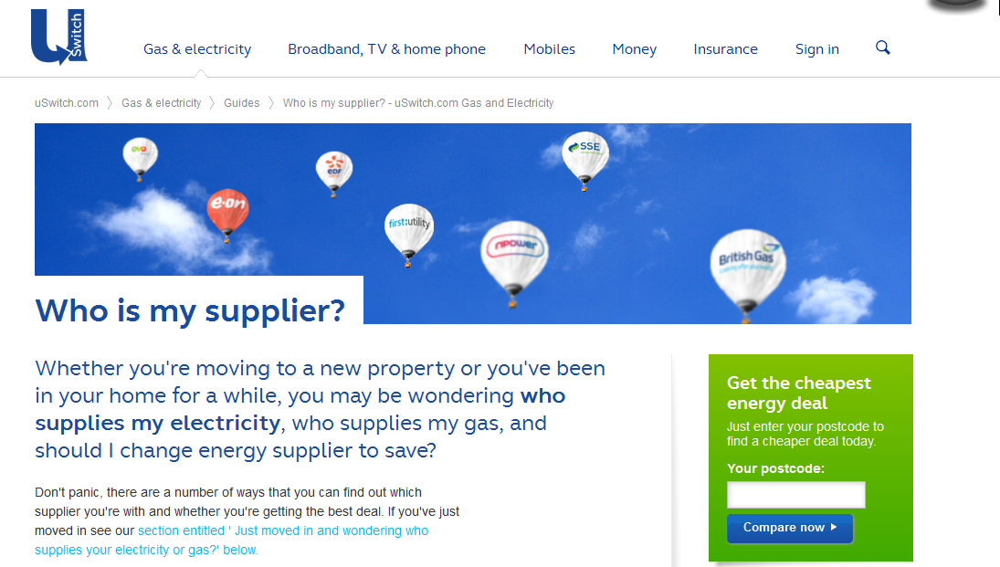 U
Switch
Gas & electricity
Broadband, TV & home phone
Mobiles
Money
Insurance
Sign in
uSwitch.com
Gas & electricity
Guides
Who is my supplier? - uSwitch.com Gas and Electricity
ovo
e·on
eDF
first:utility
npower
SSE
British Gas
Looking after your world
Who is my supplier?
Whether you're moving to a new property or you've been
in your home for a while, you may be wondering who
supplies my electricity, who supplies my gas, and
should I change energy supplier to save?
Don't panic, there are a number of ways that you can find out which
supplier you're with and whether you're getting the best deal. If you've just
moved in see our section entitled ' Just moved in and wondering who
supplies your electricity or gas?' below.
Get the cheapest
energy deal
Just enter your postcode to
find a cheaper deal today.
Your postcode:
Compare now